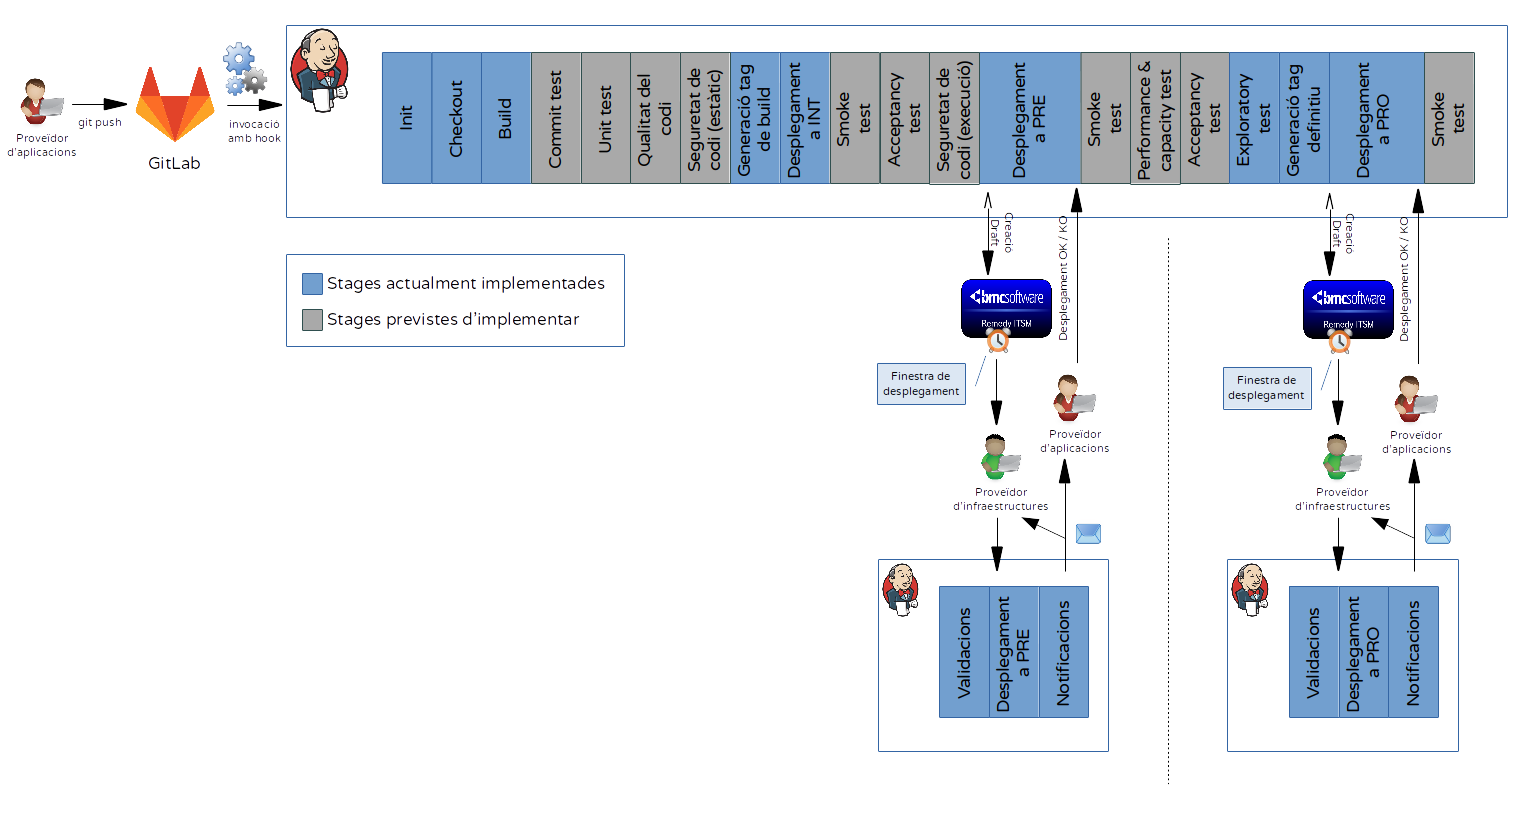 Proveïdor
d'aplicacions
git push
GitLab
invocació
amb hook
Init
Checkout
Build
Commit test
Unit test
Qualitat del
codi
Seguretat de
codi (estàtic)
Generació tag
de build
Desplegament
a INT
Smoke
test
Acceptancy
test
Seguretat de
codi (execució)
Desplegament
a PRE
Smoke
test
Performance &
capacity test
Acceptancy
test
Exploratory
test
Generació tag
definitiu
Desplegament
a PRO
Smoke
test
Stages actualment implementades
Stages previstes d'implementar
Creació
Draft
Desplegament OK / KO
bmcsoftware
Remedy ITSM
Finestra de
desplegament
Proveïdor
d'aplicacions
Proveïdor
d'infraestructures
Validacions
Desplegament
a PRE
Notificacions
Creació
Draft
Desplegament OK / KO
bmcsoftware
Remedy ITSM
Finestra de
desplegament
Proveïdor
d'aplicacions
Proveïdor
d'infraestructures
Validacions
Desplegament
a PRO
Notificacions